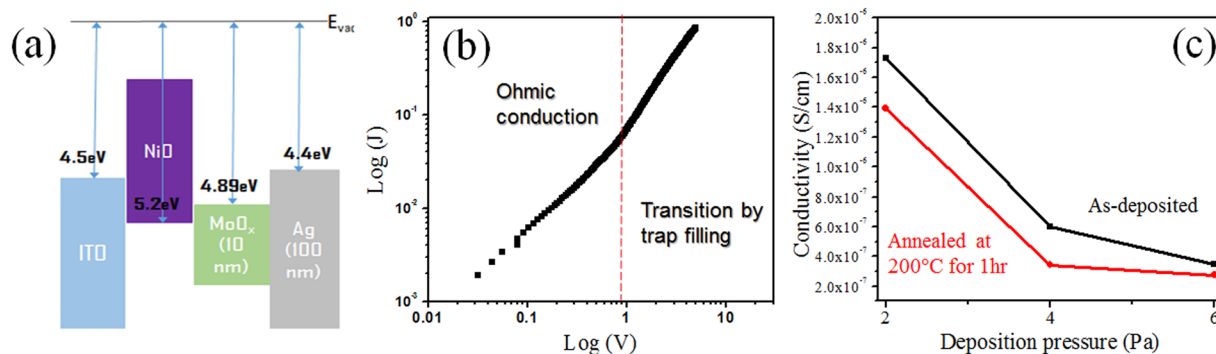 (a)
E_vac
4.5eV
NiO
5.2eV
4.89eV
4.4eV
ITO
MoOₓ
(10
nm)
Ag
(100
nm)
(b)
Log (J)
10⁰
10⁻¹
10⁻²
10⁻³
Ohmic
conduction
Transition by
trap filling
0.01
0.1
1
10
Log (V)
(c)
Conductivity (S/cm)
2.0x10⁻⁶
1.8x10⁻⁶
1.6x10⁻⁶
1.4x10⁻⁶
1.2x10⁻⁶
1.0x10⁻⁶
8.0x10⁻⁷
6.0x10⁻⁷
4.0x10⁻⁷
2.0x10⁻⁷
As-deposited
Annealed at
200°C for 1hr
2
4
6
Deposition pressure (Pa)